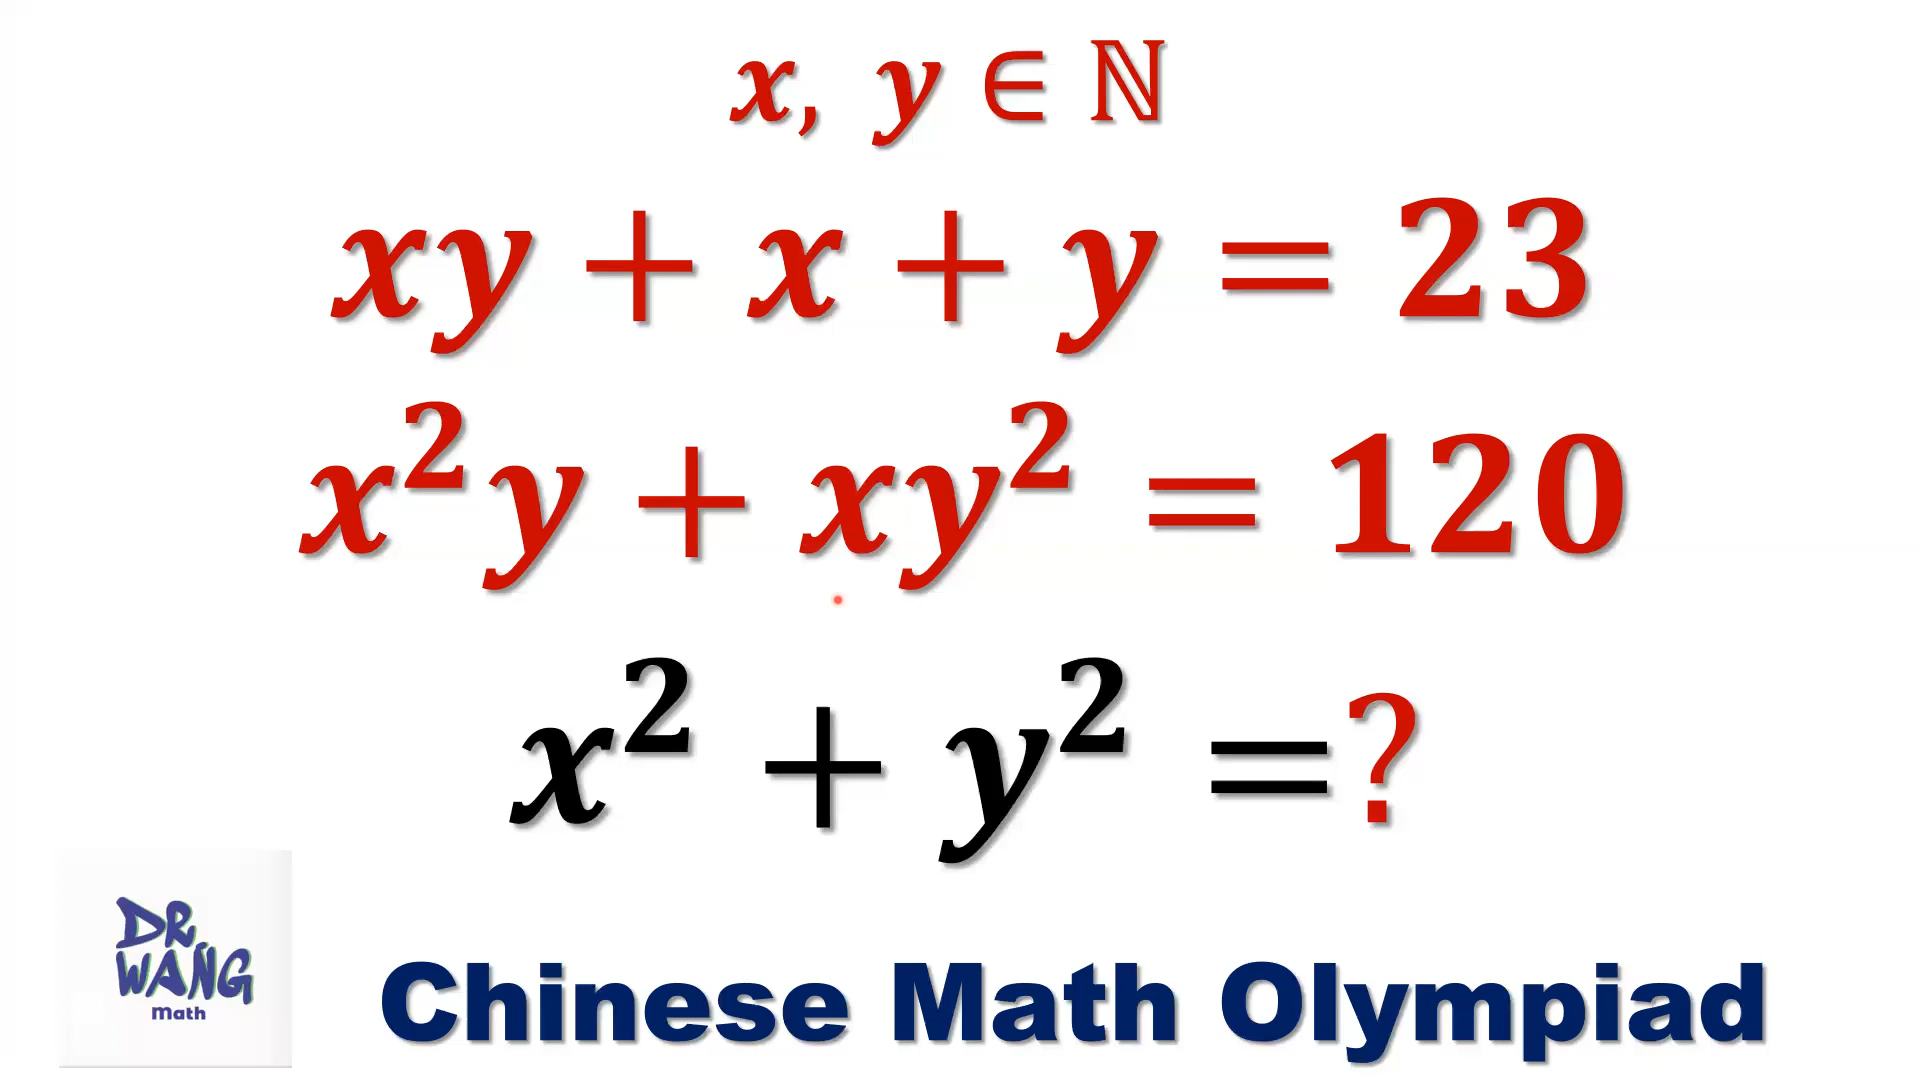 x, y ∈ ℕ
xy + x + y = 23
x²y + xy² = 120
x² + y² =?
DR
WANG
Math
Chinese Math Olympiad